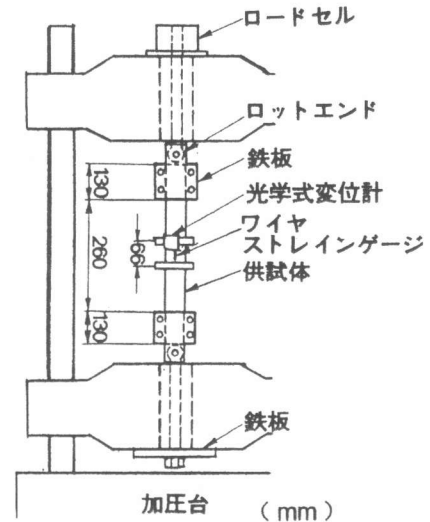 ロードセル
ロットエンド
鉄板
光学式変位計
ワイヤ
ストレインゲージ
供試体
130
260
66
130
鉄板
加圧台
(mm)